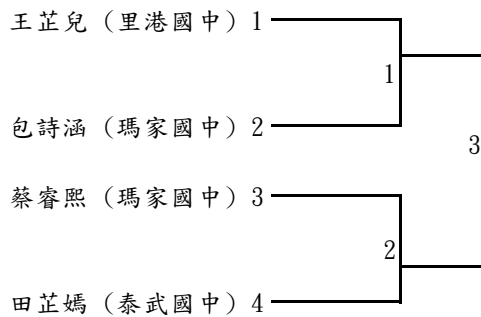 王芷兒（里港國中）1
1
包詩涵（瑪家國中）2
3
蔡睿熙（瑪家國中）3
2
田芷嫣（泰武國中）4